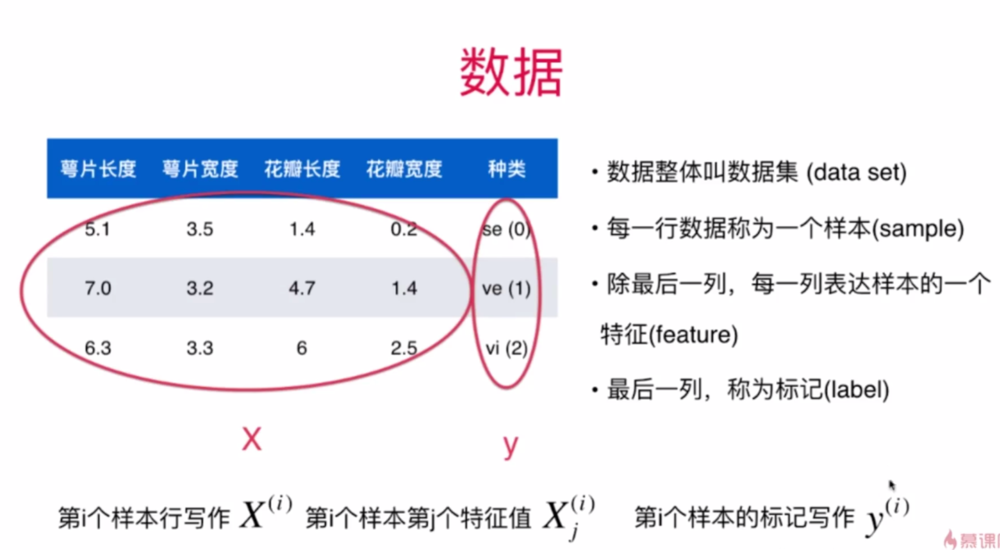 数据
萼片长度 萼片宽度 花瓣长度 花瓣宽度 种类
5.1 3.5 1.4 0.2 se (0)
7.0 3.2 4.7 1.4 ve (1)
6.3 3.3 6 2.5 vi (2)
X y
• 数据整体叫数据集 (data set)
• 每一行数据称为一个样本(sample)
• 除最后一列，每一列表达样本的一个
特征(feature)
• 最后一列，称为标记(label)
第i个样本行写作 X^(i) 第i个样本第j个特征值 X_j^(i) 第i个样本的标记写作 y^(i)
慕课